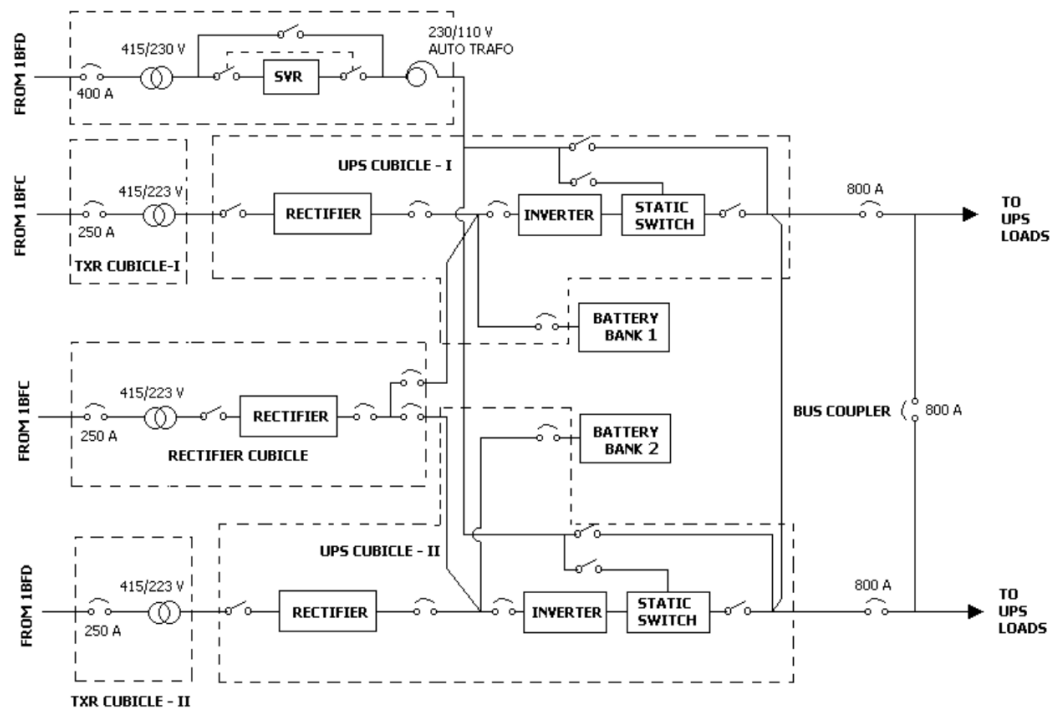 FROM 1BFD
400 A
415/230 V
SVR
230/110 V
AUTO TRAFO
FROM 1BFC
250 A
415/223 V
TXR CUBICLE-I
UPS CUBICLE - I
RECTIFIER
INVERTER
STATIC
SWITCH
800 A
TO
UPS
LOADS
BATTERY
BANK 1
FROM 1BFC
250 A
415/223 V
RECTIFIER
RECTIFIER CUBICLE
BATTERY
BANK 2
BUS COUPLER
800 A
FROM 1BFD
250 A
415/223 V
TXR CUBICLE - II
UPS CUBICLE - II
RECTIFIER
INVERTER
STATIC
SWITCH
800 A
TO
UPS
LOADS